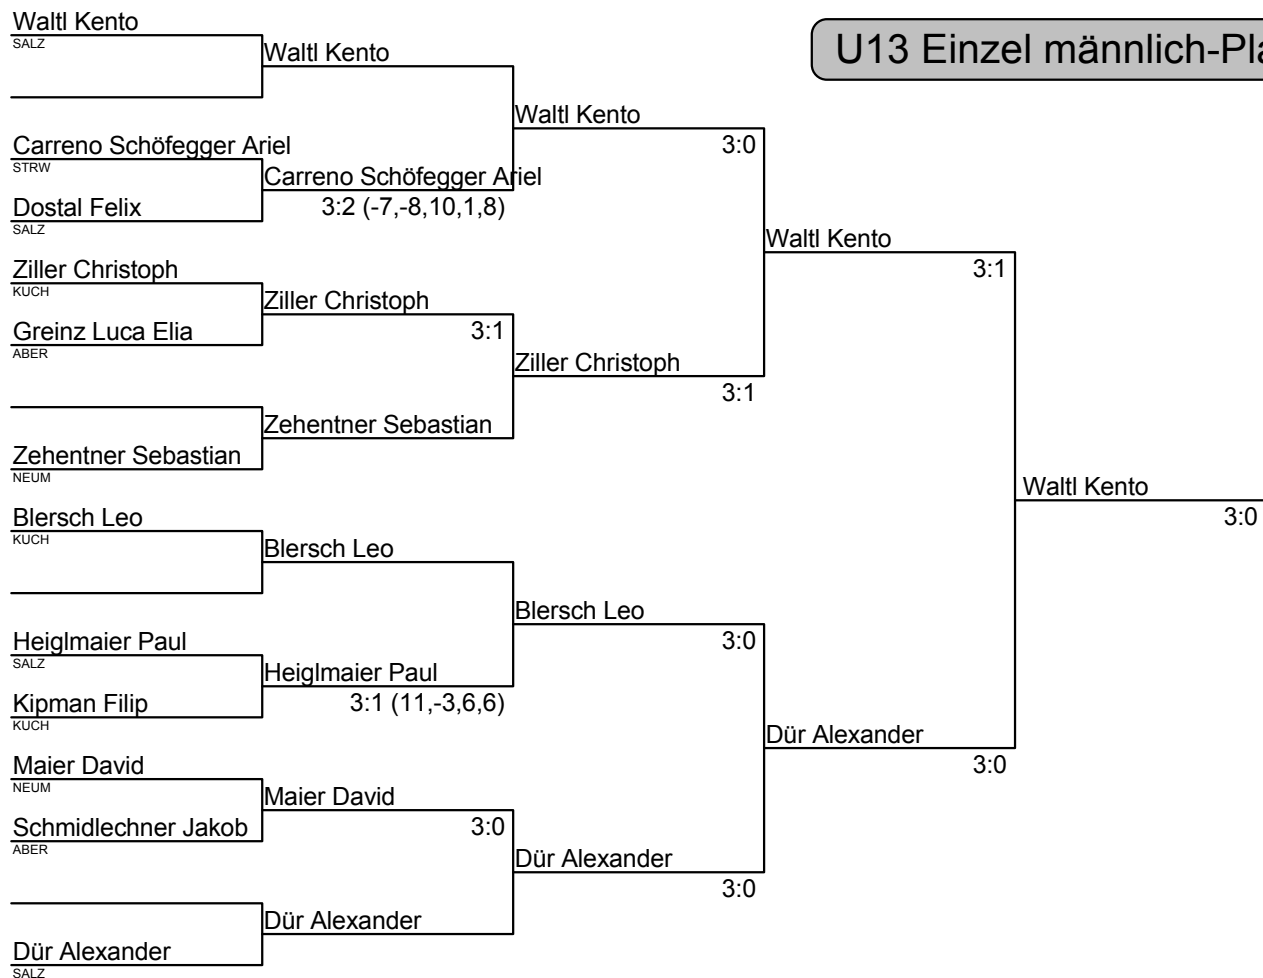 U13 Einzel männlich-Pla
Waltl Kento
SALZ
Carreno Schöfegger Ariel
STRW
Dostal Felix
SALZ
Ziller Christoph
KUCH
Greinz Luca Elia
ABER
Zehentner Sebastian
NEUM
Blersch Leo
KUCH
Heiglmaier Paul
SALZ
Kipman Filip
KUCH
Maier David
NEUM
Schmidlechner Jakob
ABER
Dür Alexander
SALZ
Waltl Kento
Carreno Schöfegger Ariel
3:2 (-7,-8,10,1,8)
Ziller Christoph
3:1
Zehentner Sebastian
Blersch Leo
Heiglmaier Paul
3:1 (11,-3,6,6)
Maier David
3:0
Dür Alexander
Waltl Kento
3:0
Ziller Christoph
3:1
Blersch Leo
3:0
Dür Alexander
3:0
Waltl Kento
3:1
Dür Alexander
3:0
Waltl Kento
3:0